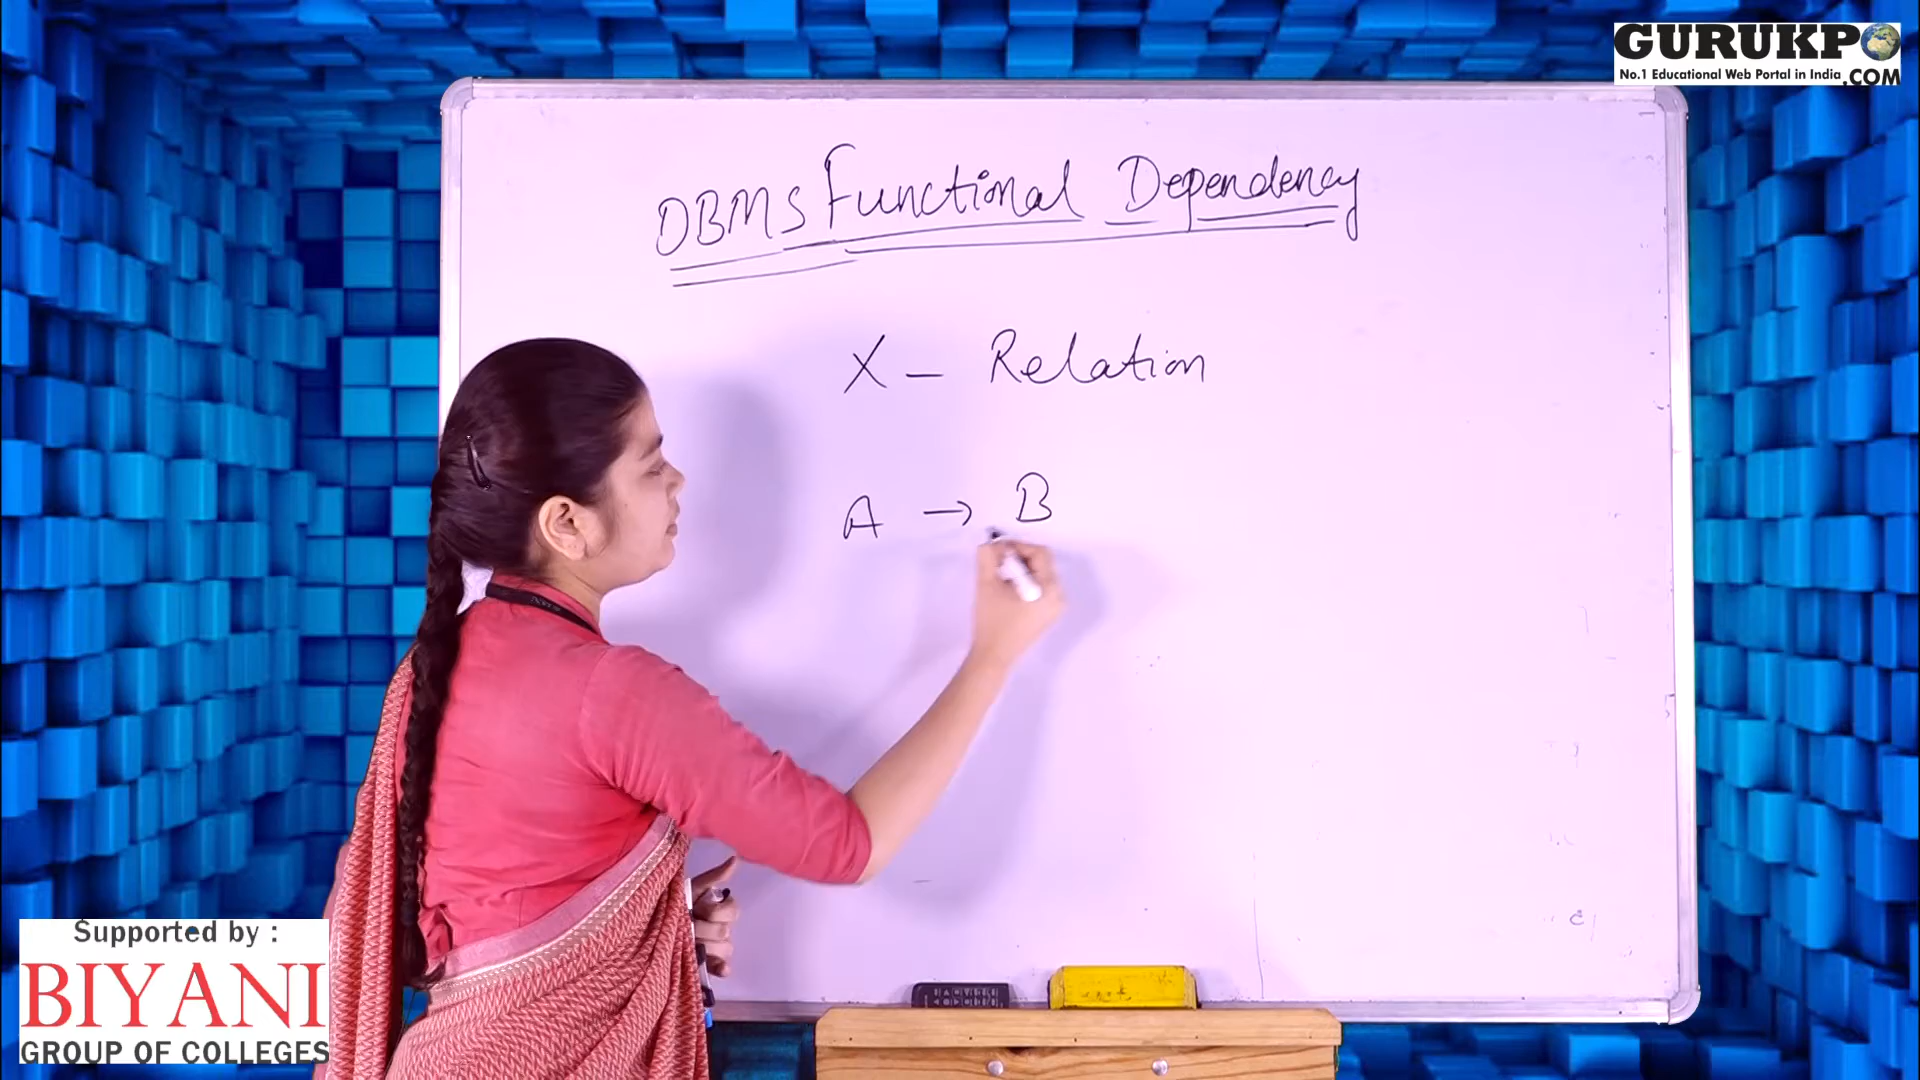 GURUKPO
No.1 Educational Web Portal in India .COM
DBMS Functional Dependency
X - Relation
A → B
Supported by :
BIYANI
GROUP OF COLLEGES